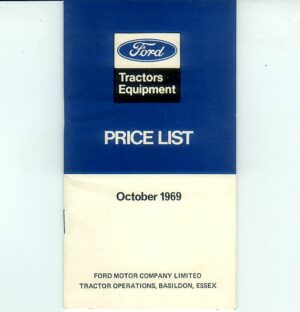 Ford
Tractors
Equipment
PRICE LIST
October 1969
FORD MOTOR COMPANY LIMITED
TRACTOR OPERATIONS, BASILDON, ESSEX